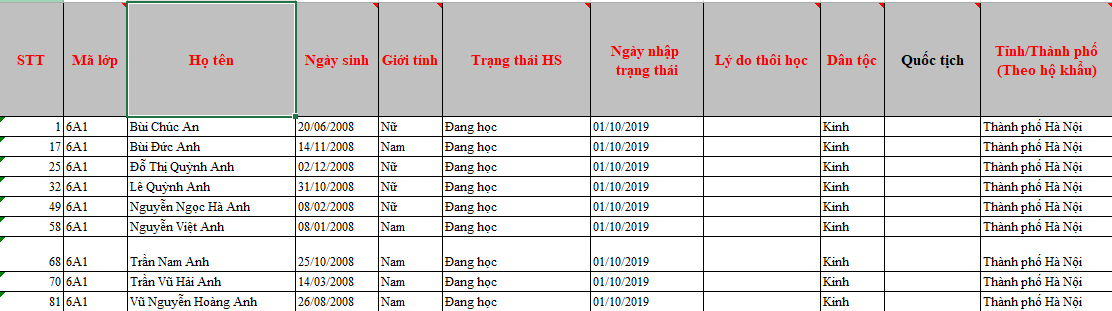 STT Mã lớp Họ tên Ngày sinh Giới tính Trạng thái HS Ngày nhập trạng thái Lý do thôi học Dân tộc Quốc tịch Tỉnh/Thành phố (Theo hộ khẩu)
1 6A1 Bùi Chúc An 20/06/2008 Nữ Đang học 01/10/2019 Kinh Thành phố Hà Nội
17 6A1 Bùi Đức Anh 14/11/2008 Nam Đang học 01/10/2019 Kinh Thành phố Hà Nội
25 6A1 Đỗ Thị Quỳnh Anh 02/12/2008 Nữ Đang học 01/10/2019 Kinh Thành phố Hà Nội
32 6A1 Lê Quỳnh Anh 31/10/2008 Nữ Đang học 01/10/2019 Kinh Thành phố Hà Nội
49 6A1 Nguyễn Ngọc Hà Anh 08/02/2008 Nữ Đang học 01/10/2019 Kinh Thành phố Hà Nội
58 6A1 Nguyễn Việt Anh 08/01/2008 Nam Đang học 01/10/2019 Kinh Thành phố Hà Nội
68 6A1 Trần Nam Anh 25/10/2008 Nam Đang học 01/10/2019 Kinh Thành phố Hà Nội
70 6A1 Trần Vũ Hải Anh 14/03/2008 Nam Đang học 01/10/2019 Kinh Thành phố Hà Nội
81 6A1 Vũ Nguyễn Hoàng Anh 26/08/2008 Nam Đang học 01/10/2019 Kinh Thành phố Hà Nội